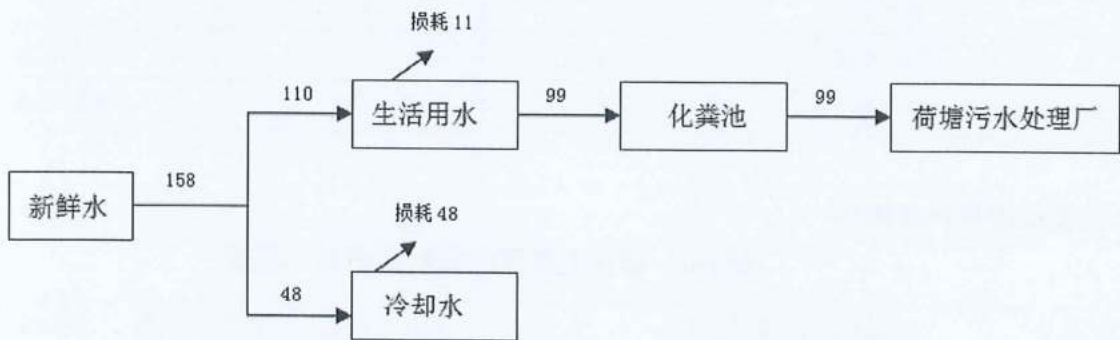 损耗 11
110
生活用水
99
化粪池
99
荷塘污水处理厂
新鲜水
158
损耗 48
48
冷却水